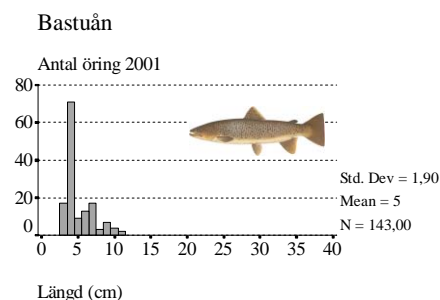 Bastuån
Antal öring 2001
80
60
40
20
0
0 5 10 15 20 25 30 35 40
Std. Dev = 1,90
Mean = 5
N = 143,00
Längd (cm)